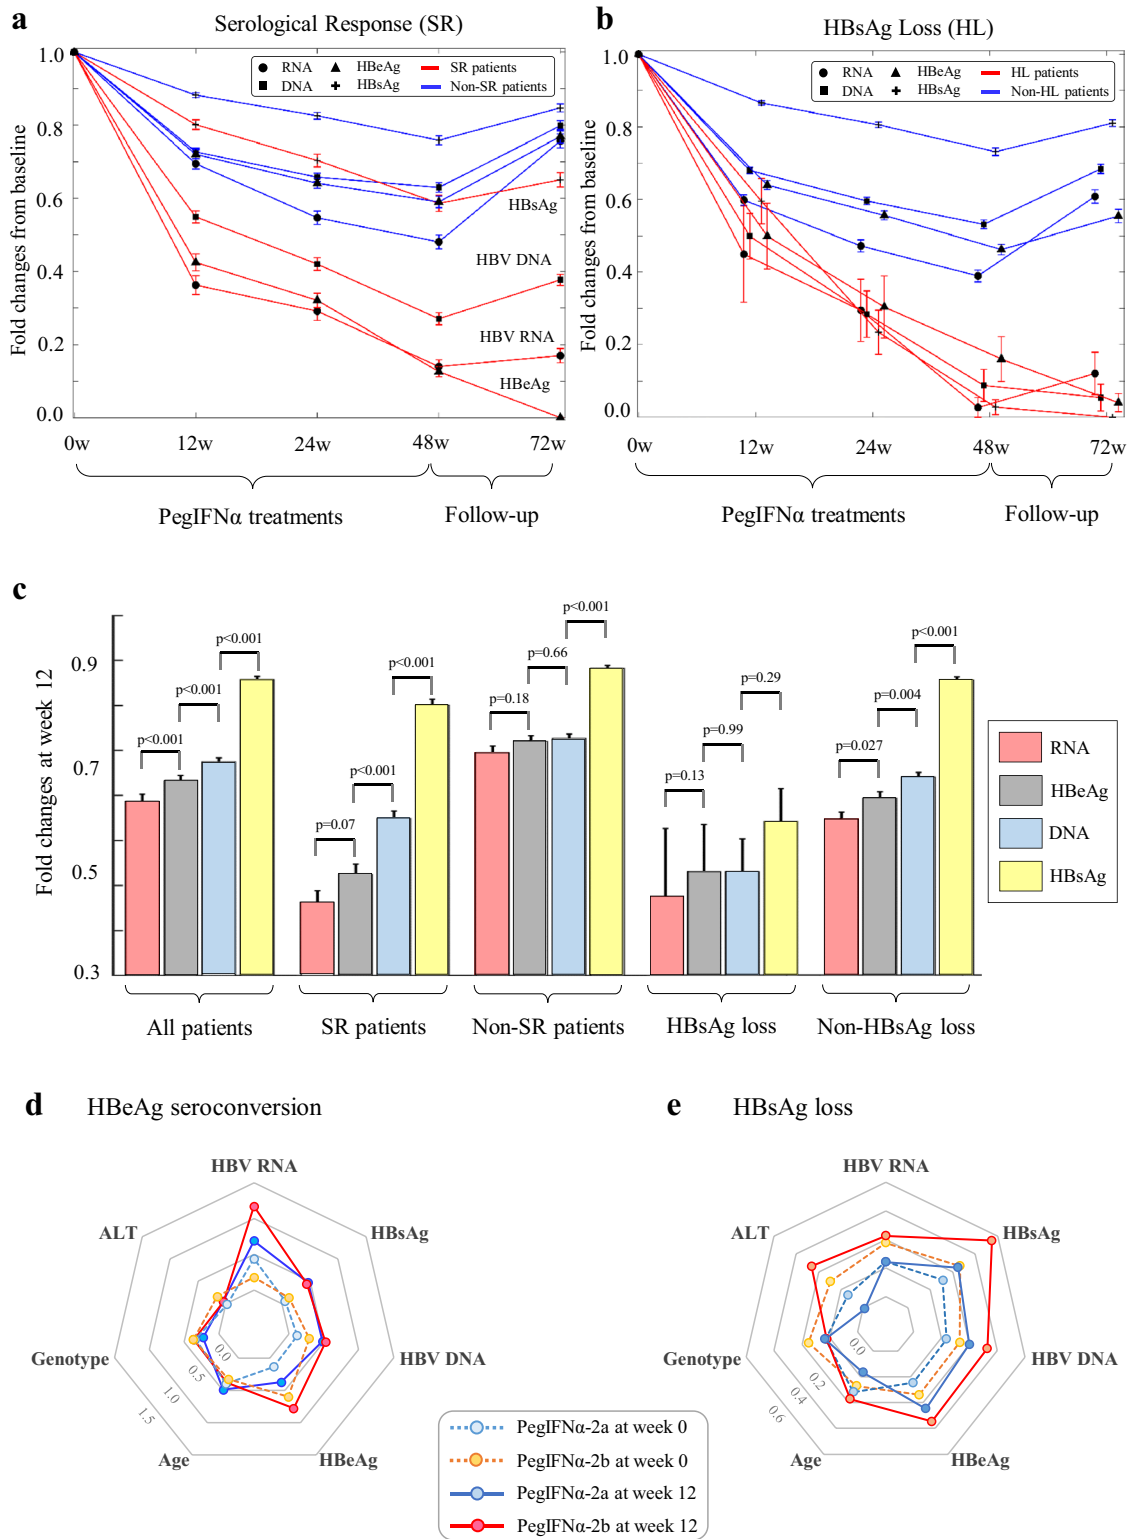 a Serological Response (SR)
RNA HBeAg SR patients
DNA HBsAg Non-SR patients
Fold changes from baseline
1.0
0.8
0.6
0.4
0.2
0.0
HBsAg
HBV DNA
HBV RNA
HBeAg
0w 12w 24w 48w 72w
PegIFNα treatments Follow-up
b HBsAg Loss (HL)
RNA HBeAg HL patients
DNA HBsAg Non-HL patients
Fold changes from baseline
1.0
0.8
0.6
0.4
0.2
0.0
0w 12w 24w 48w 72w
PegIFNα treatments Follow-up
c
Fold changes at week 12
0.9
0.7
0.5
0.3
p<0.001
p<0.001
p<0.001
p=0.07
p<0.001
p<0.001
p=0.18
p=0.66
p<0.001
p=0.13
p=0.99
p=0.29
p=0.027
p=0.004
p<0.001
RNA
HBeAg
DNA
HBsAg
All patients SR patients Non-SR patients HBsAg loss Non-HBsAg loss
d HBeAg seroconversion
HBV RNA
HBsAg
HBV DNA
HBeAg
Age
Genotype
ALT
0.0
0.5
1.0
1.5
e HBsAg loss
HBV RNA
HBsAg
HBV DNA
HBeAg
Age
Genotype
ALT
0.0
0.2
0.4
0.6
PegIFNα-2a at week 0
PegIFNα-2b at week 0
PegIFNα-2a at week 12
PegIFNα-2b at week 12